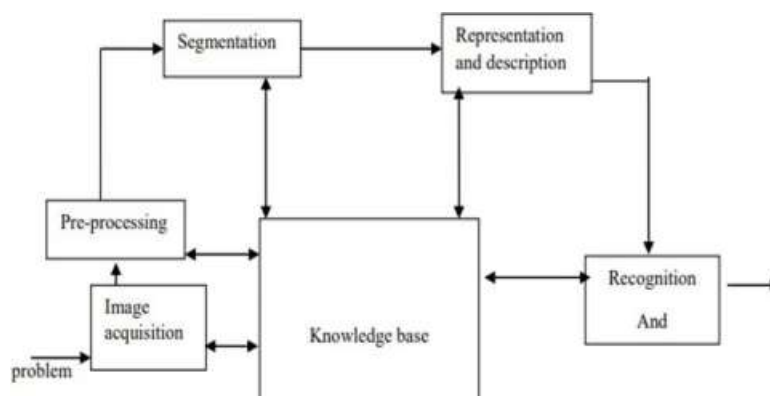 Segmentation
Representation
and description
Pre-processing
Image
acquisition
problem
Knowledge base
Recognition
And